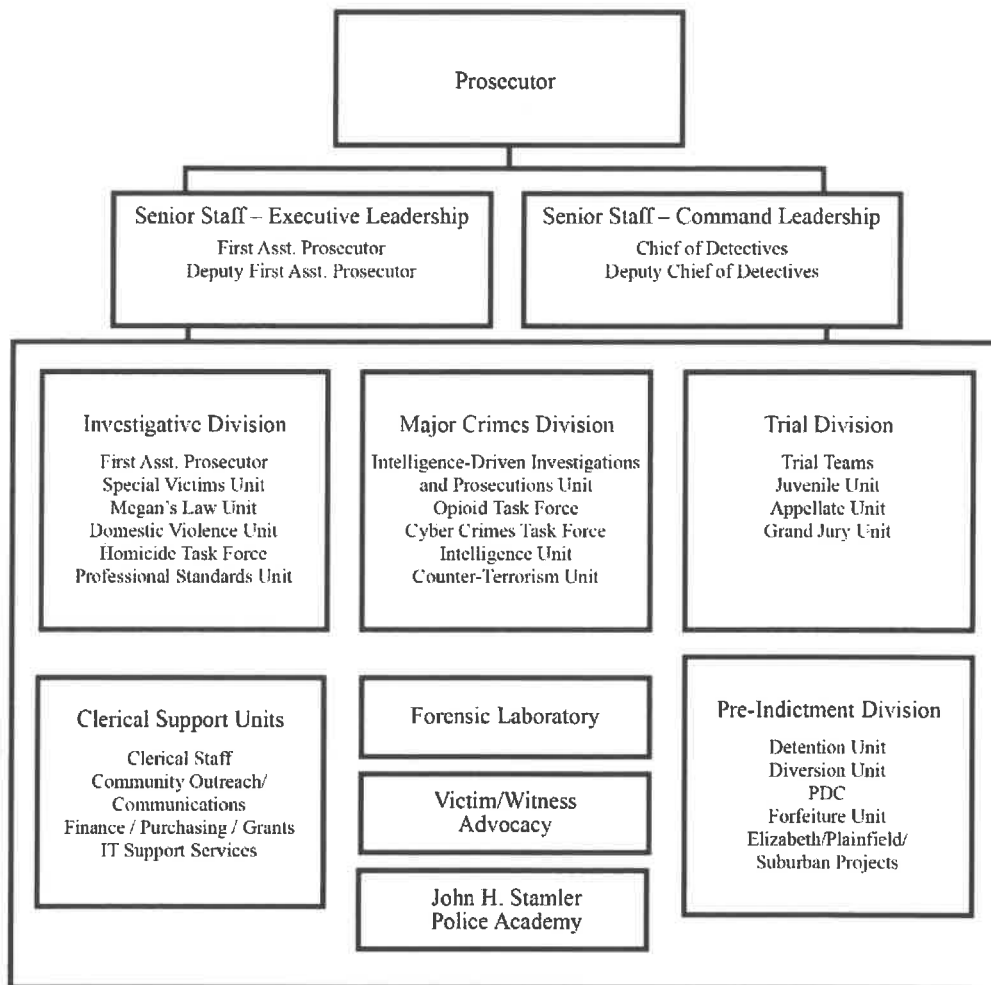 Prosecutor
Senior Staff – Executive Leadership
First Asst. Prosecutor
Deputy First Asst. Prosecutor
Senior Staff – Command Leadership
Chief of Detectives
Deputy Chief of Detectives
Investigative Division
First Asst. Prosecutor
Special Victims Unit
Megan's Law Unit
Domestic Violence Unit
Homicide Task Force
Professional Standards Unit
Major Crimes Division
Intelligence-Driven Investigations
and Prosecutions Unit
Opioid Task Force
Cyber Crimes Task Force
Intelligence Unit
Counter-Terrorism Unit
Trial Division
Trial Teams
Juvenile Unit
Appellate Unit
Grand Jury Unit
Clerical Support Units
Clerical Staff
Community Outreach/
Communications
Finance / Purchasing / Grants
IT Support Services
Forensic Laboratory
Victim/Witness
Advocacy
John H. Stamler
Police Academy
Pre-Indictment Division
Detention Unit
Diversion Unit
PDC
Forfeiture Unit
Elizabeth/Plainfield/
Suburban Projects